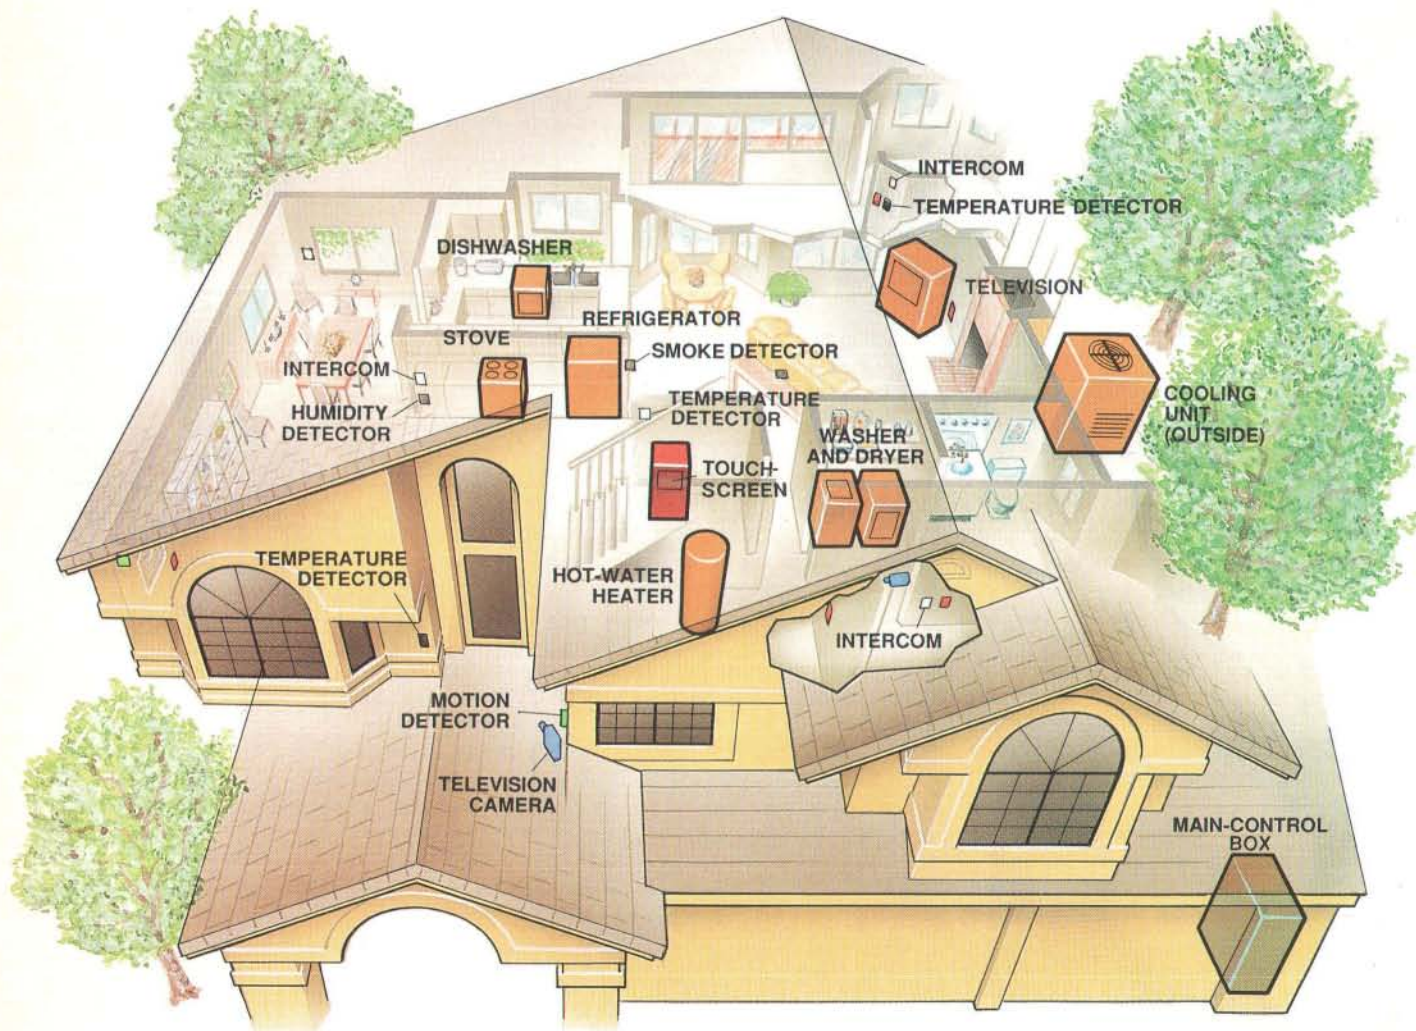 INTERCOM
TEMPERATURE DETECTOR
DISHWASHER
TELEVISION
REFRIGERATOR
STOVE
SMOKE DETECTOR
INTERCOM
HUMIDITY
DETECTOR
TEMPERATURE
DETECTOR
COOLING
UNIT
(OUTSIDE)
WASHER
AND DRYER
TOUCH-
SCREEN
TEMPERATURE
DETECTOR
HOT-WATER
HEATER
INTERCOM
MOTION
DETECTOR
TELEVISION
CAMERA
MAIN-CONTROL
BOX